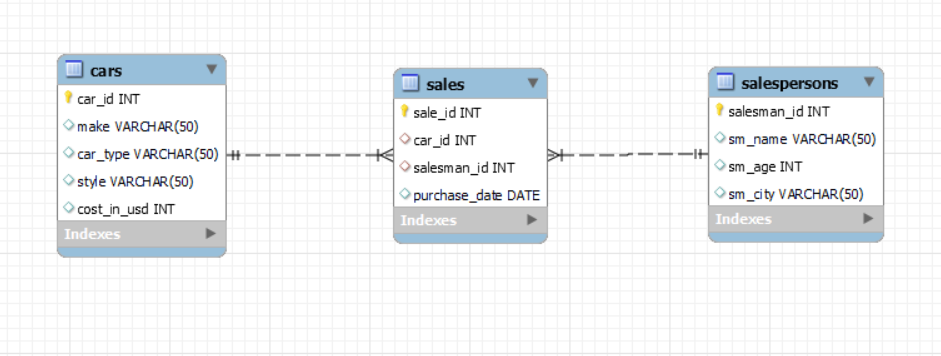 cars
car_id INT
make VARCHAR(50)
car_type VARCHAR(50)
style VARCHAR(50)
cost_in_usd INT
Indexes
sales
sale_id INT
car_id INT
salesman_id INT
purchase_date DATE
Indexes
salespersons
salesman_id INT
sm_name VARCHAR(50)
sm_age INT
sm_city VARCHAR(50)
Indexes